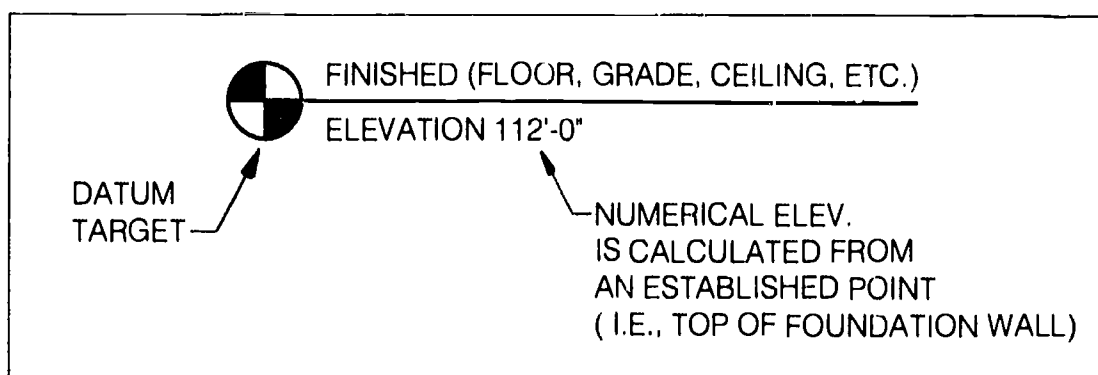 FINISHED (FLOOR, GRADE, CEILING, ETC.)
ELEVATION 112'-0"
DATUM
TARGET
NUMERICAL ELEV.
IS CALCULATED FROM
AN ESTABLISHED POINT
( I.E., TOP OF FOUNDATION WALL)